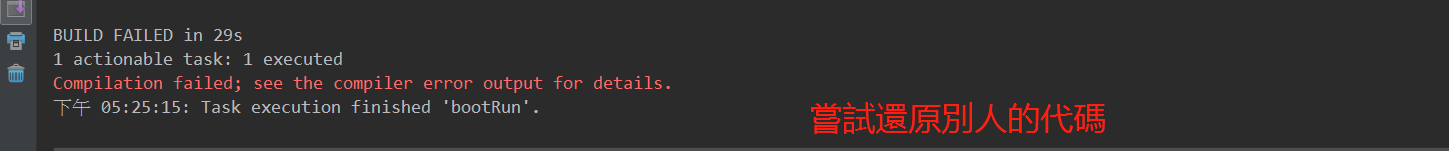 BUILD FAILED in 29s
1 actionable task: 1 executed
Compilation failed; see the compiler error output for details.
下午 05:25:15: Task execution finished 'bootRun'.
嘗試還原別人的代碼